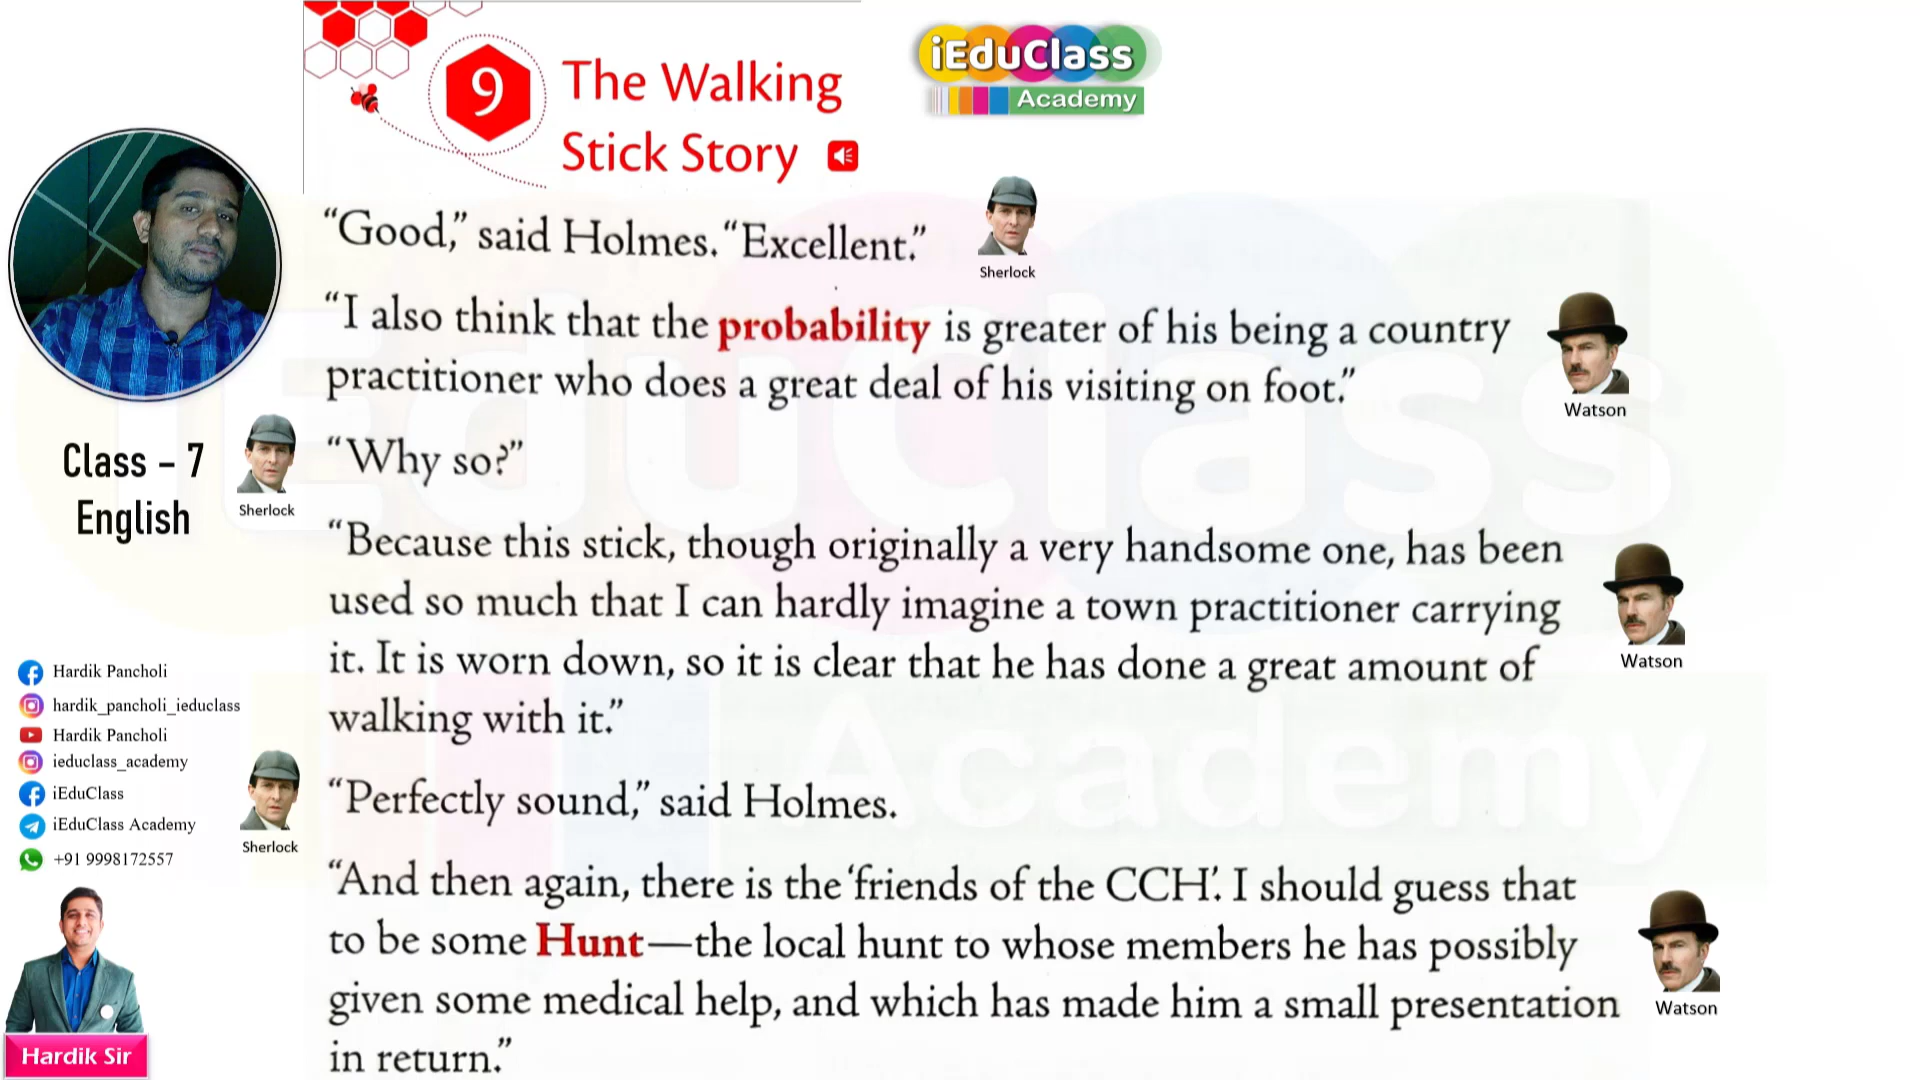 9
The Walking
Stick Story
iEduClass
Academy
“Good,” said Holmes. “Excellent.”
Sherlock
“I also think that the probability is greater of his being a country
practitioner who does a great deal of his visiting on foot.”
Watson
Class – 7
English
“Why so?”
Sherlock
“Because this stick, though originally a very handsome one, has been
used so much that I can hardly imagine a town practitioner carrying
it. It is worn down, so it is clear that he has done a great amount of
walking with it.”
Watson
Hardik Pancholi
hardik_pancholi_ieduclass
Hardik Pancholi
ieduclass_academy
iEduClass
iEduClass Academy
+91 9998172557
“Perfectly sound,” said Holmes.
Sherlock
“And then again, there is the ‘friends of the CCH’. I should guess that
to be some Hunt—the local hunt to whose members he has possibly
given some medical help, and which has made him a small presentation
in return.”
Watson
Hardik Sir
iEduClass
Academy